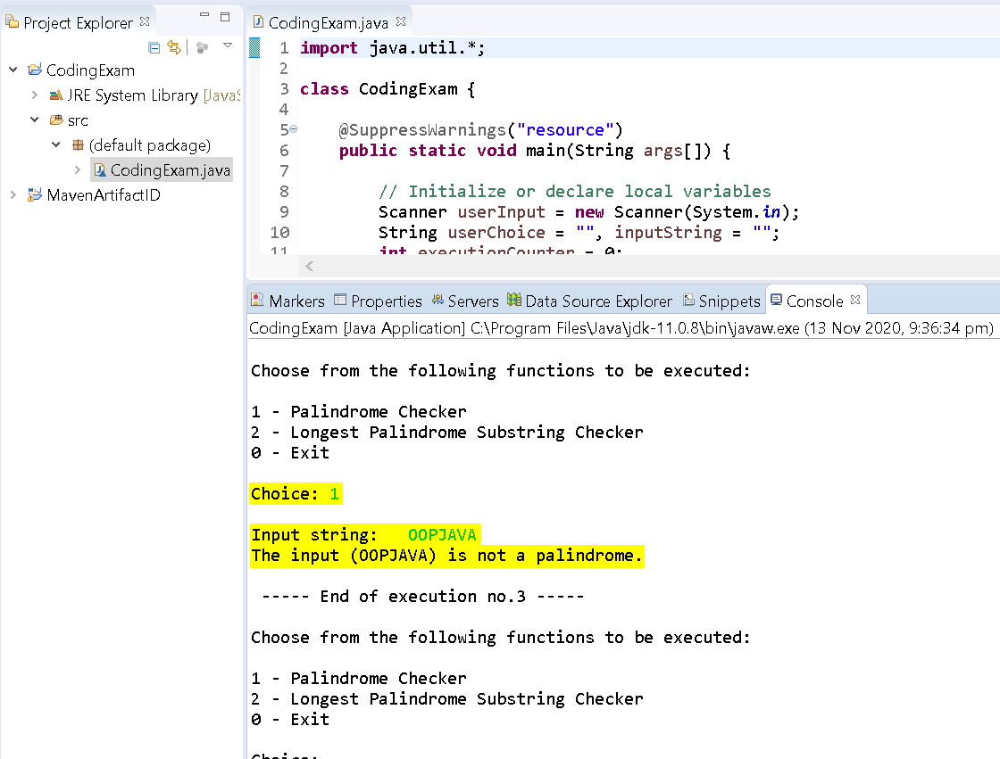 Project Explorer
CodingExam
JRE System Library [JavaS
src
(default package)
CodingExam.java
MavenArtifactID
CodingExam.java
1 import java.util.*;
2
3 class CodingExam {
4
5 @SuppressWarnings("resource")
6 public static void main(String args[]) {
7
8 // Initialize or declare local variables
9 Scanner userInput = new Scanner(System.in);
10 String userChoice = "", inputString = "";
11 int executionCounter = 0;
Markers Properties Servers Data Source Explorer Snippets Console
CodingExam [Java Application] C:\Program Files\Java\jdk-11.0.8\bin\javaw.exe (13 Nov 2020, 9:36:34 pm)
Choose from the following functions to be executed:
1 - Palindrome Checker
2 - Longest Palindrome Substring Checker
0 - Exit
Choice: 1
Input string: OOPJAVA
The input (OOPJAVA) is not a palindrome.
----- End of execution no.3 -----
Choose from the following functions to be executed:
1 - Palindrome Checker
2 - Longest Palindrome Substring Checker
0 - Exit
Choice: